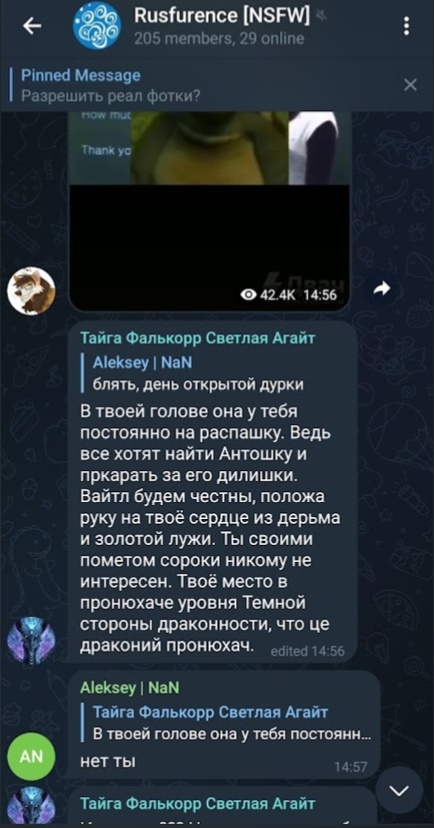 Rusfurence [NSFW]
205 members, 29 online
Pinned Message
Разрешить реал фотки?
How muc
Thank yo
42.4K 14:56
Тайга Фалькорр Светлая Агайт
Aleksey | NaN
блять, день открытой дурки
В твоей голове она у тебя
постоянно на распашку. Ведь
все хотят найти Антошку и
пркарать за его дилишки.
Вайтл будем честны, положа
руку на твоё сердце из дерьма
и золотой лужи. Ты своими
пометом сороки никому не
интересен. Твоё место в
пронюхаче уровня Темной
стороны драконности, что це
драконий пронюхач.
edited 14:56
Aleksey | NaN
Тайга Фалькорр Светлая Агайт
В твоей голове она у тебя постоянн...
нет ты
14:57
AN
Тайга Фалькорр Светлая Агайт